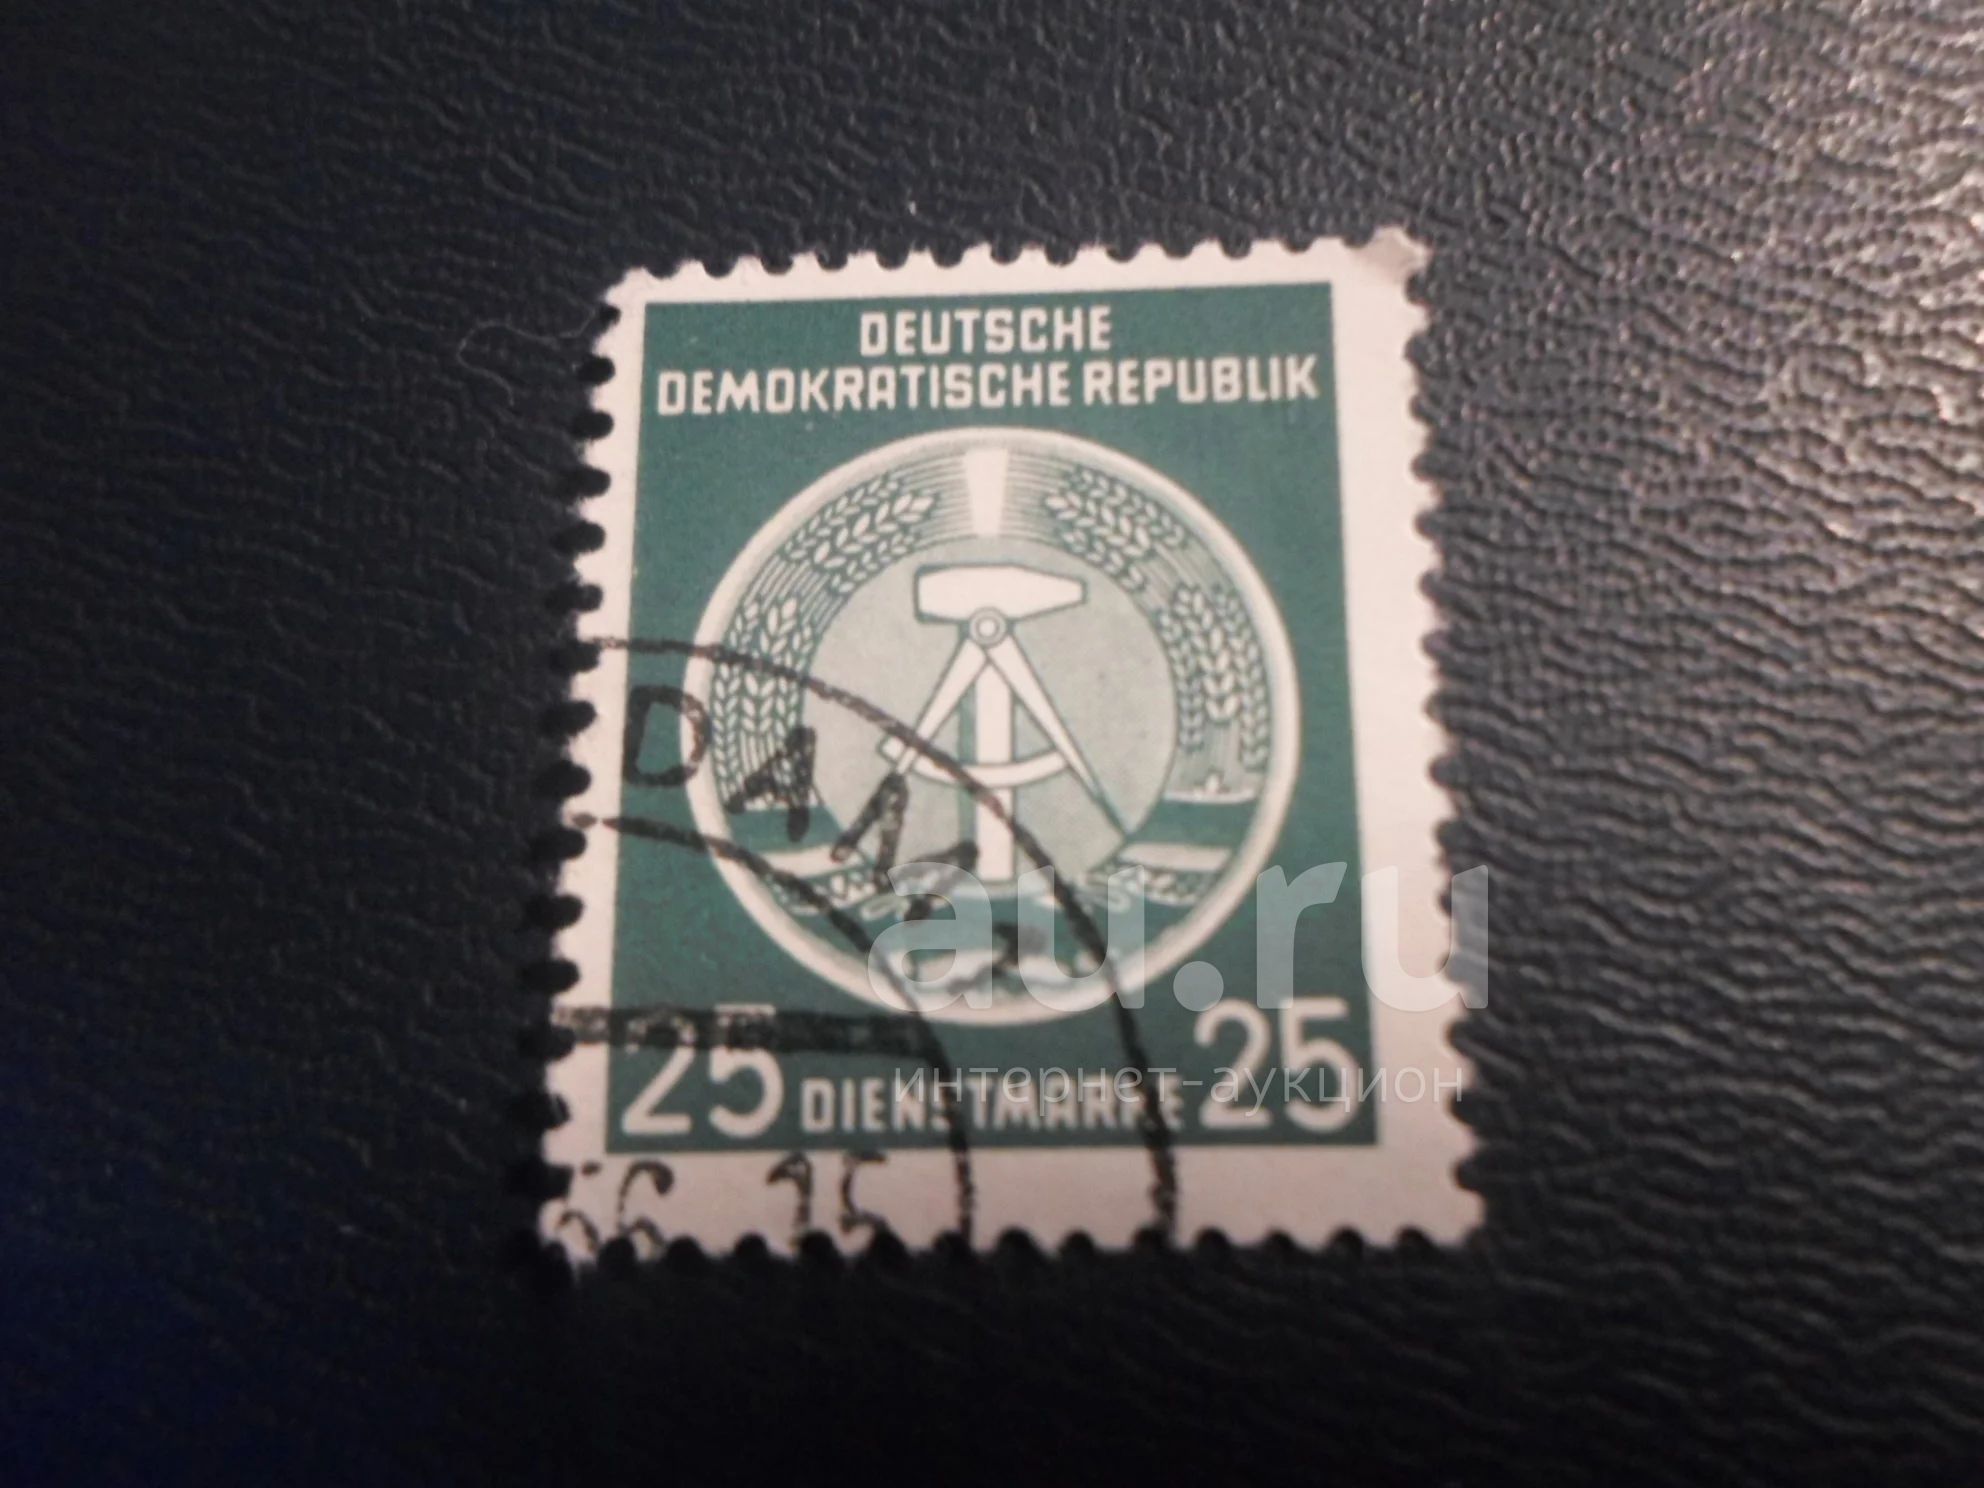 DEUTSCHE
DEMOKRATISCHE REPUBLIK
au.ru
25 DIENSTMARKE 25
интернет-аукцион